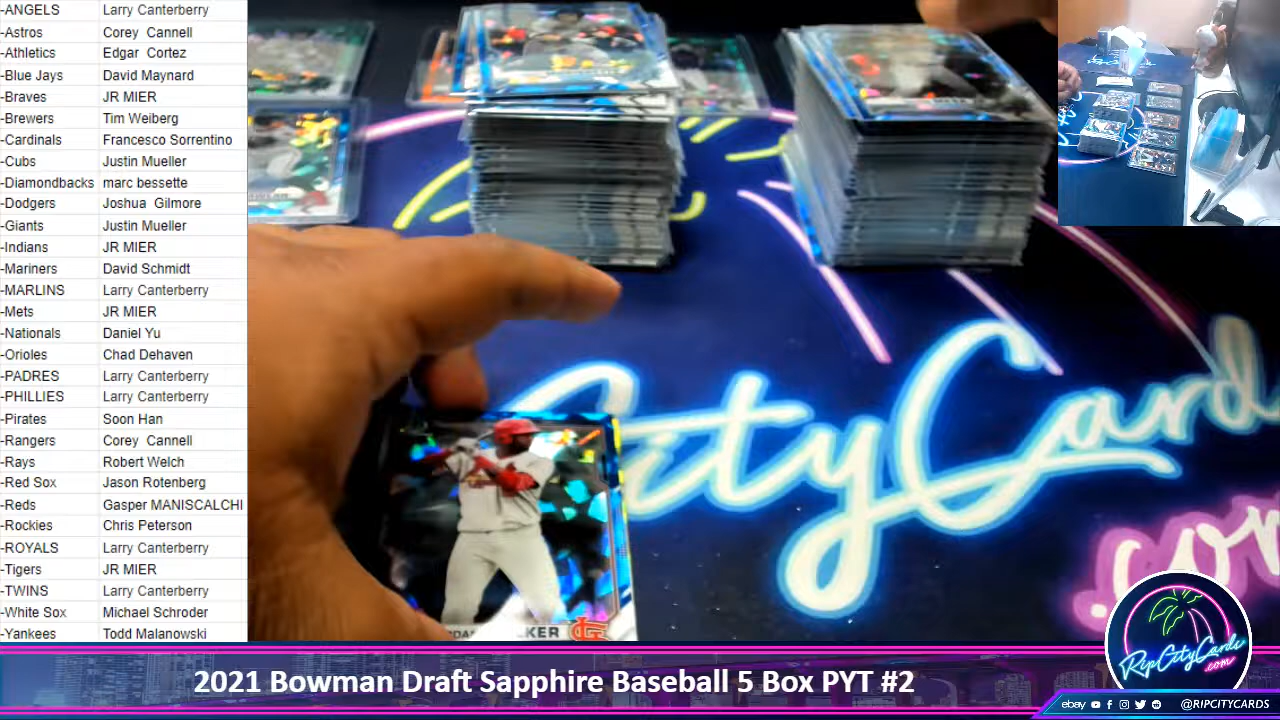 -ANGELS Larry Canterberry
-Astros Corey Cannell
-Athletics Edgar Cortez
-Blue Jays David Maynard
-Braves JR MIER
-Brewers Tim Weiberg
-Cardinals Francesco Sorrentino
-Cubs Justin Mueller
-Diamondbacks marc bessette
-Dodgers Joshua Gilmore
-Giants Justin Mueller
-Indians JR MIER
-Mariners David Schmidt
-MARLINS Larry Canterberry
-Mets JR MIER
-Nationals Daniel Yu
-Orioles Chad Dehaven
-PADRES Larry Canterberry
-PHILLIES Larry Canterberry
-Pirates Soon Han
-Rangers Corey Cannell
-Rays Robert Welch
-Red Sox Jason Rotenberg
-Reds Gasper MANISCALCHI
-Rockies Chris Peterson
-ROYALS Larry Canterberry
-Tigers JR MIER
-TWINS Larry Canterberry
-White Sox Michael Schroder
-Yankees Todd Malanowski
CityCards
.com
LKER
RipCityCards
.com
2021 Bowman Draft Sapphire Baseball 5 Box PYT #2
ebay @RIPCITYCARDS